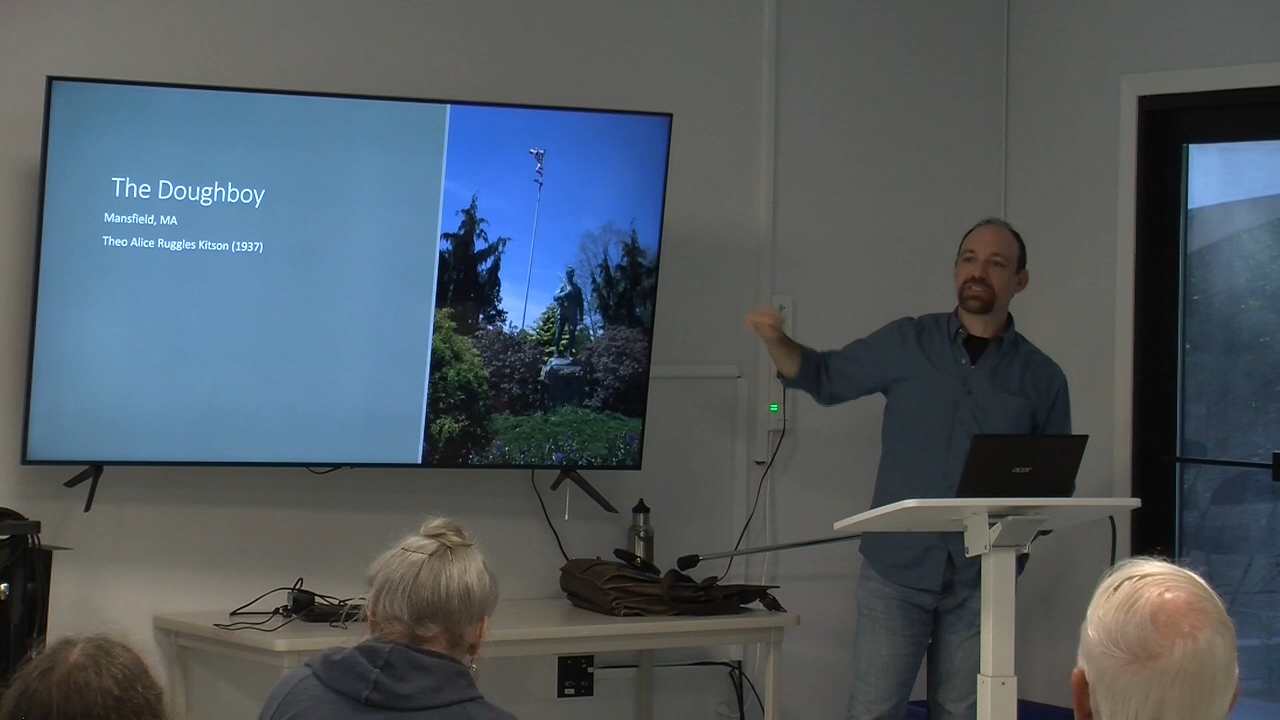 The Doughboy
Mansfield, MA
Theo Alice Ruggles Kitson (1937)
acer